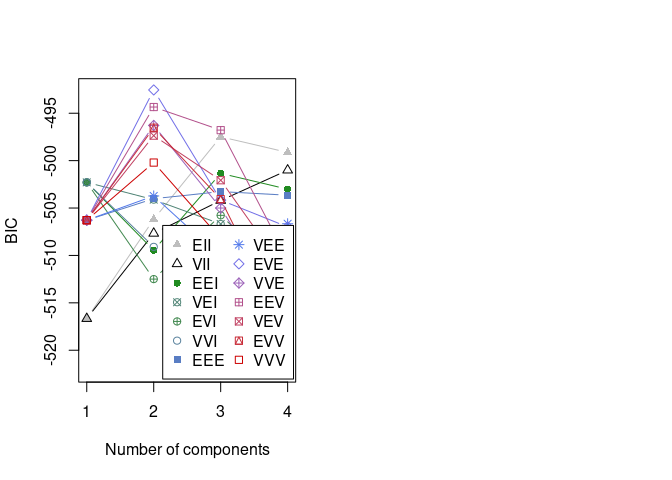 BIC
-495
-500
-505
-510
-515
-520
EII VEE
VII EVE
EEI VVE
VEI EEV
EVI VEV
VVI EVV
EEE VVV
1 2 3 4
Number of components